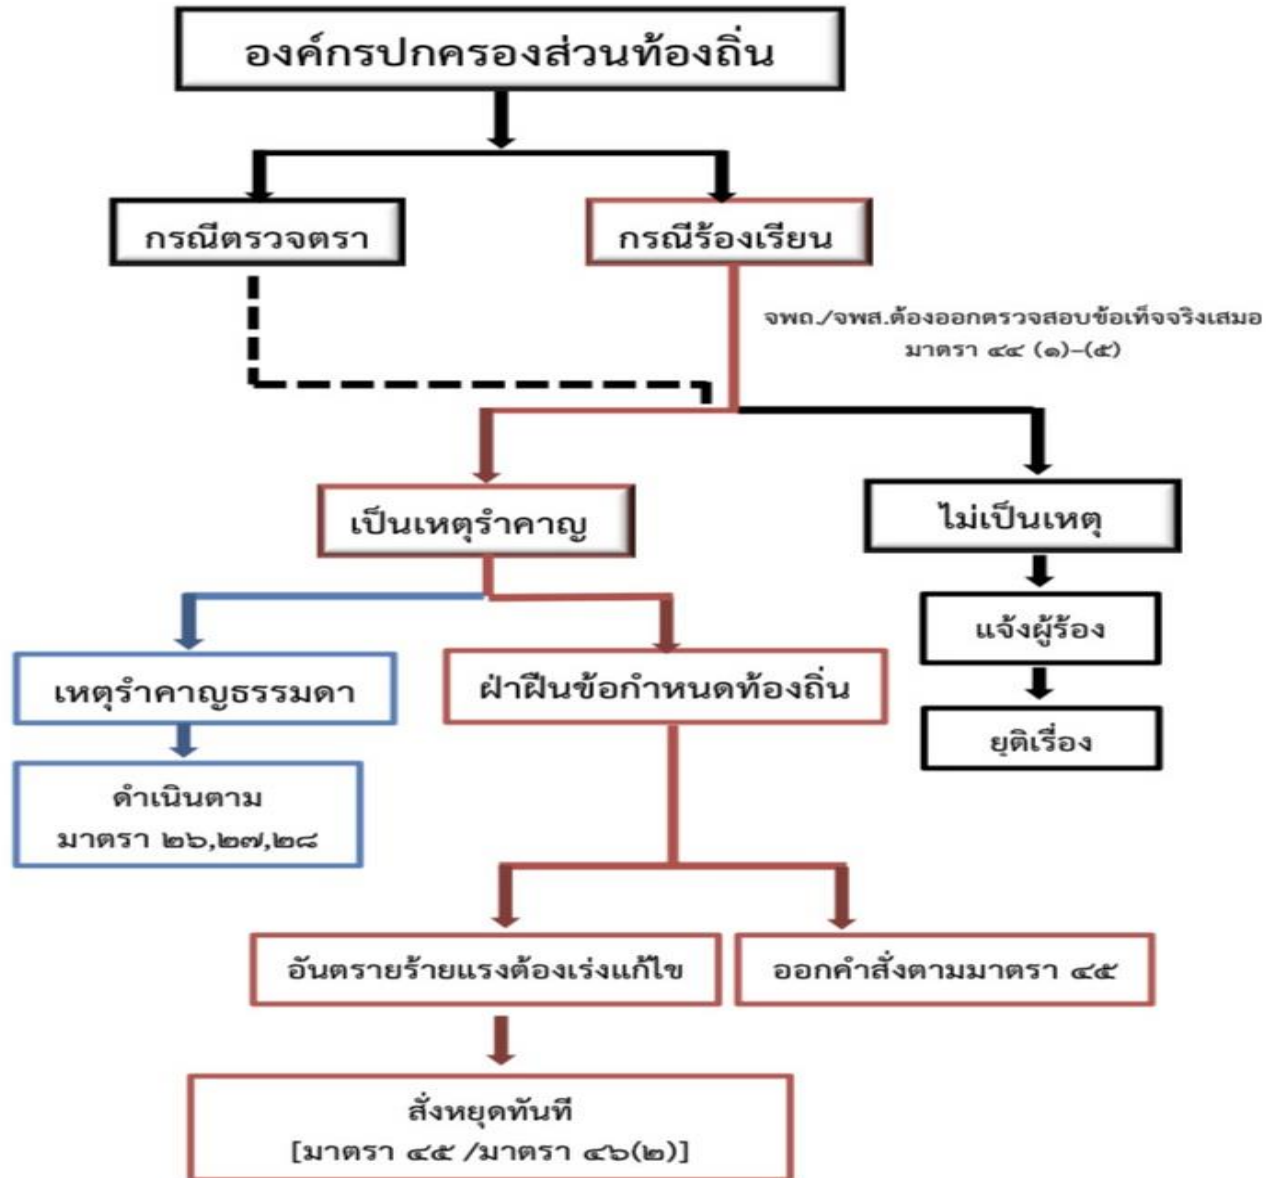 องค์กรปกครองส่วนท้องถิ่น
กรณีตรวจตรา
กรณีร้องเรียน
จพถ./จพส.ต้องออกตรวจสอบข้อเท็จจริงเสมอ
มาตรา ๔๔ (๑)-(๕)
เป็นเหตุรำคาญ
ไม่เป็นเหตุ
แจ้งผู้ร้อง
เหตุรำคาญธรรมดา
ฝ่าฝืนข้อกำหนดท้องถิ่น
ยุติเรื่อง
ดำเนินตาม
มาตรา ๒๖,๒๗,๒๘
อันตรายร้ายแรงต้องเร่งแก้ไข
ออกคำสั่งตามมาตรา ๔๕
สั่งหยุดทันที
[มาตรา ๔๕ /มาตรา ๔๖(๒)]